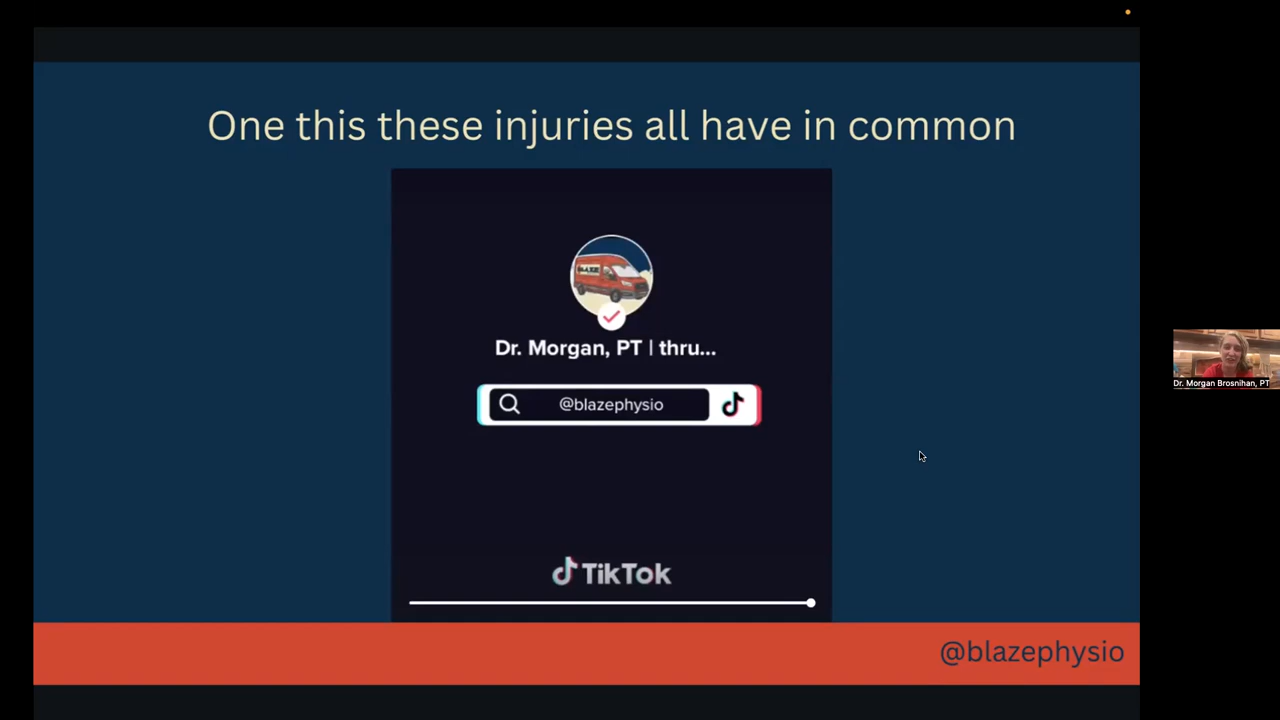 One this these injuries all have in common
BLAZE
Dr. Morgan, PT | thru...
@blazephysio
TikTok
@blazephysio
Dr. Morgan Brosnihan, PT